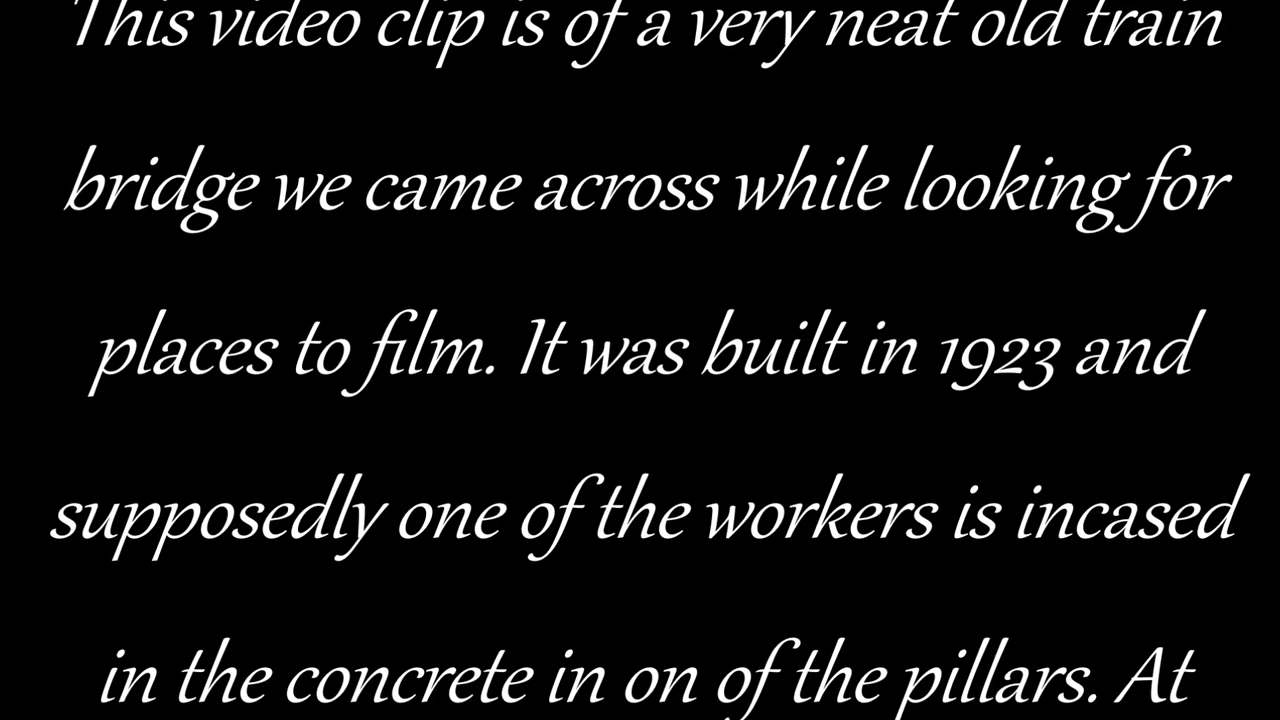 This video clip is of a very neat old train
bridge we came across while looking for
places to film. It was built in 1923 and
supposedly one of the workers is incased
in the concrete in on of the pillars. At